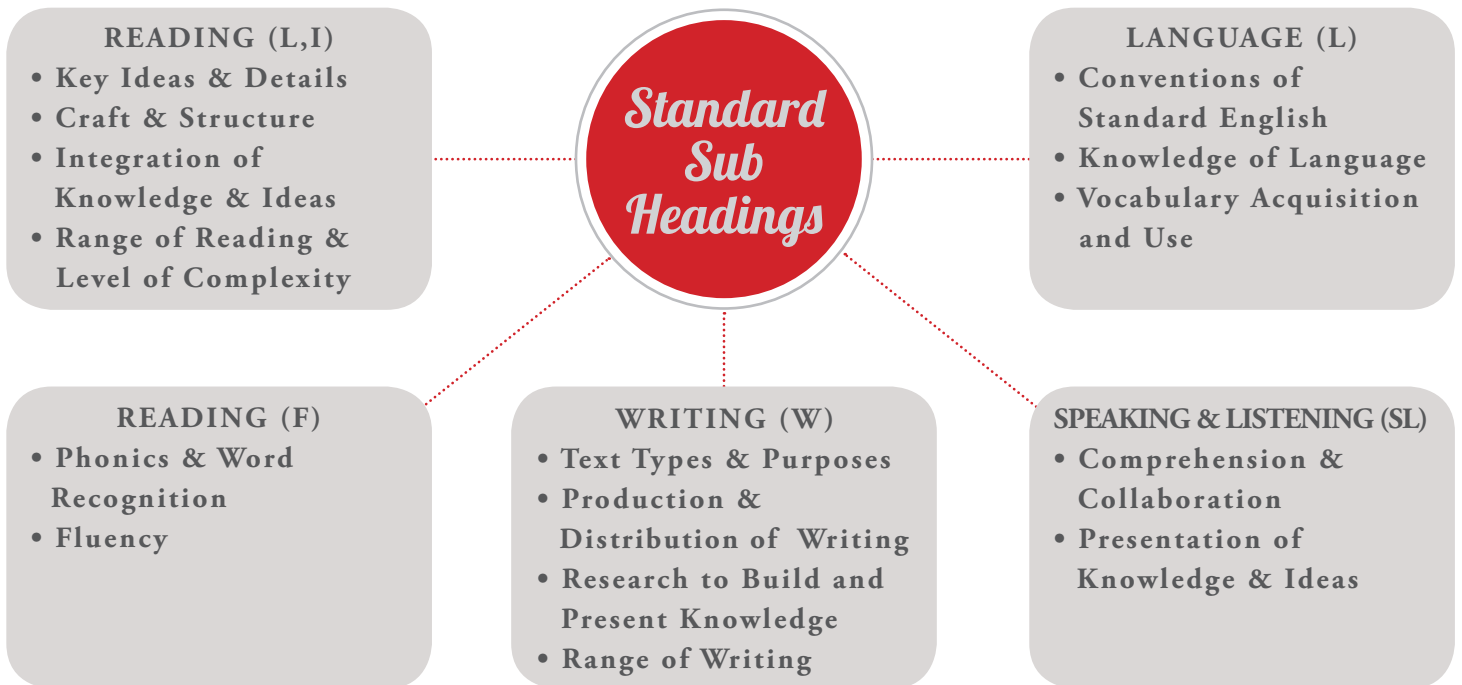 READING (L,I)
• Key Ideas & Details
• Craft & Structure
• Integration of
Knowledge & Ideas
• Range of Reading &
Level of Complexity
Standard
Sub
Headings
LANGUAGE (L)
• Conventions of
Standard English
• Knowledge of Language
• Vocabulary Acquisition
and Use
READING (F)
• Phonics & Word
Recognition
• Fluency
WRITING (W)
• Text Types & Purposes
• Production &
Distribution of Writing
• Research to Build and
Present Knowledge
• Range of Writing
SPEAKING & LISTENING (SL)
• Comprehension &
Collaboration
• Presentation of
Knowledge & Ideas